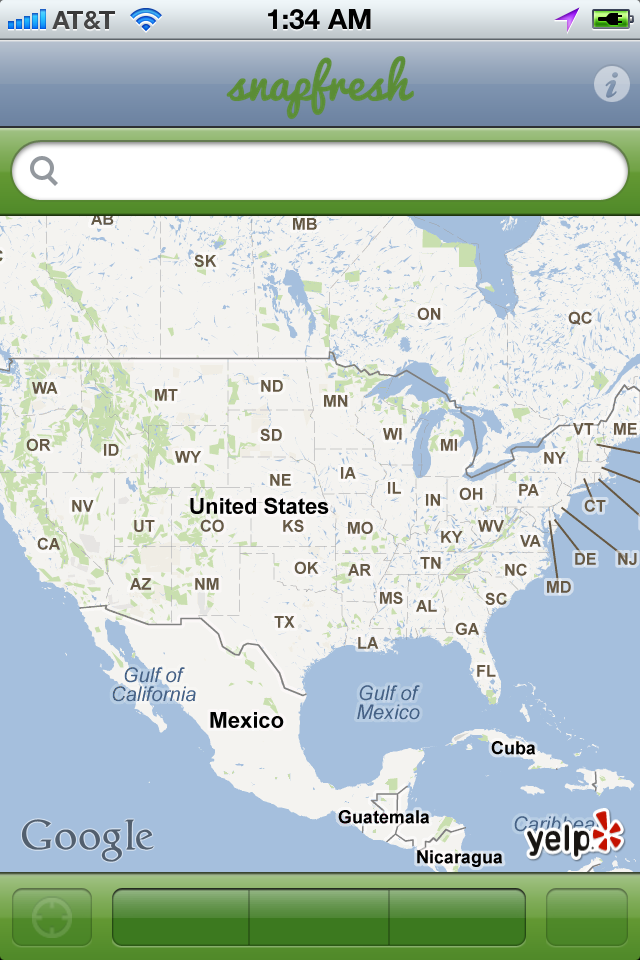 AT&T 1:34 AM
snapfresh
i
AB
MB
SK
ON
QC
WA
MT
ND
MN
VT
ME
OR
ID
SD
WI
MI
NY
WY
NE
IA
IL
IN
OH
PA
NV
United States
CT
UT
CO
KS
MO
WV
KY
VA
CA
DE
NJ
OK
AR
TN
NC
MD
AZ
NM
MS
AL
SC
TX
GA
LA
FL
Gulf of
California
Gulf of
Mexico
Mexico
Cuba
Guatemala
Google
yelp
Nicaragua